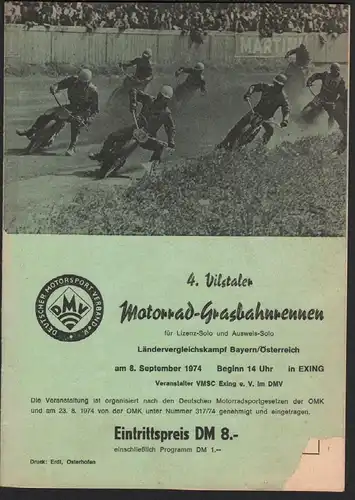 MARTINI
DEUTSCHER MOTORSPORT VERBAND E.V.
DMV
4. Vilstaler
Motorrad-Grasbahnrennen
für Lizenz-Solo und Ausweis-Solo
Ländervergleichskampf Bayern/Österreich
am 8. September 1974 Beginn 14 Uhr in EXING
Veranstalter VMSC Exing e. V. im DMV
Die Veranstaltung ist organisiert nach den Deutschen Motorradsportgesetzen der OMK
und am 23. 8. 1974 von der OMK unter Nummer 317/74 genehmigt und eingetragen.
Eintrittspreis DM 8.-
einschließlich Programm DM 1.--
Druck: Erdl, Osterhofen